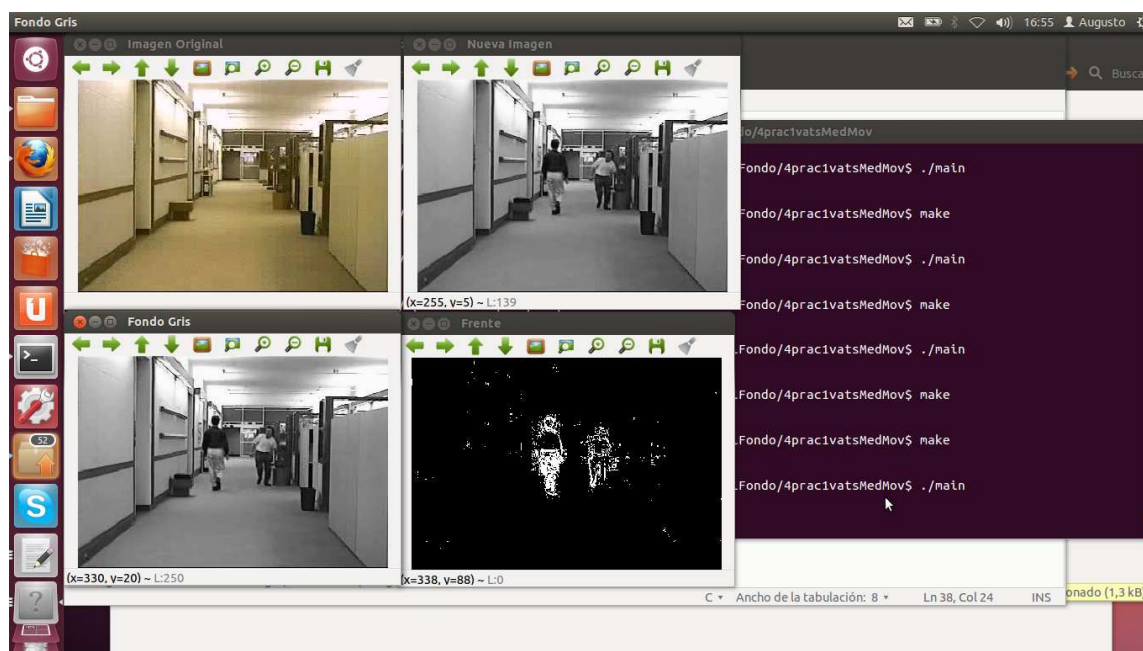 Fondo Gris
16:55 Augusto
Imagen Original
Nueva Imagen
Busca
do/4prac1vatsMedMov
Fondo/4prac1vatsMedMov$ ./main
Fondo/4prac1vatsMedMov$ make
Fondo/4prac1vatsMedMov$ ./main
.Fondo/4prac1vatsMedMov$ make
.Fondo/4prac1vatsMedMov$ ./main
.Fondo/4prac1vatsMedMov$ make
.Fondo/4prac1vatsMedMov$ make
.Fondo/4prac1vatsMedMov$ ./main
(x=255, y=5) ~ L:139
Fondo Gris
Frente
52
(x=330, y=20) ~ L:250
(x=338, y=88) ~ L:0
C Ancho de la tabulación: 8 Ln 38, Col 24 INS
onado (1,3 kB)